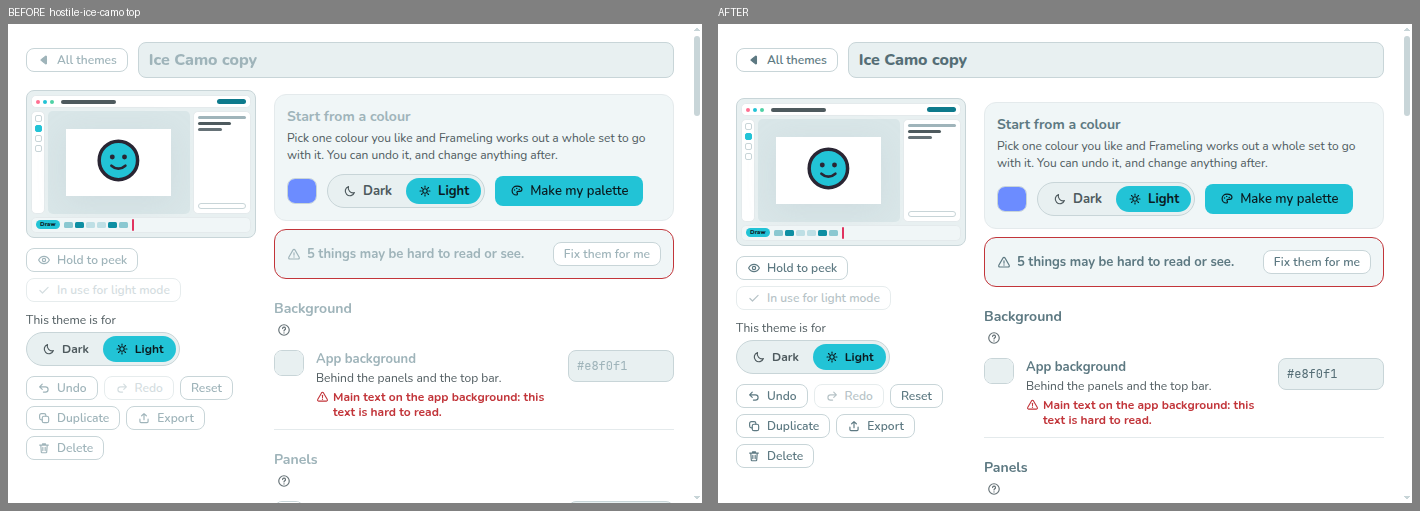 BEFORE hostile-ice-camo top
All themes
Ice Camo copy
Draw
Start from a colour
Pick one colour you like and Frameling works out a whole set to go
with it. You can undo it, and change anything after.
Dark
Light
Make my palette
5 things may be hard to read or see.
Fix them for me
Hold to peek
In use for light mode
This theme is for
Dark
Light
Undo
Redo
Reset
Duplicate
Export
Delete
Background
App background
Behind the panels and the top bar.
Main text on the app background: this
text is hard to read.
#e8f0f1
Panels
AFTER
All themes
Ice Camo copy
Draw
Start from a colour
Pick one colour you like and Frameling works out a whole set to go
with it. You can undo it, and change anything after.
Dark
Light
Make my palette
5 things may be hard to read or see.
Fix them for me
Hold to peek
In use for light mode
This theme is for
Dark
Light
Undo
Redo
Reset
Duplicate
Export
Delete
Background
App background
Behind the panels and the top bar.
Main text on the app background: this
text is hard to read.
#e8f0f1
Panels